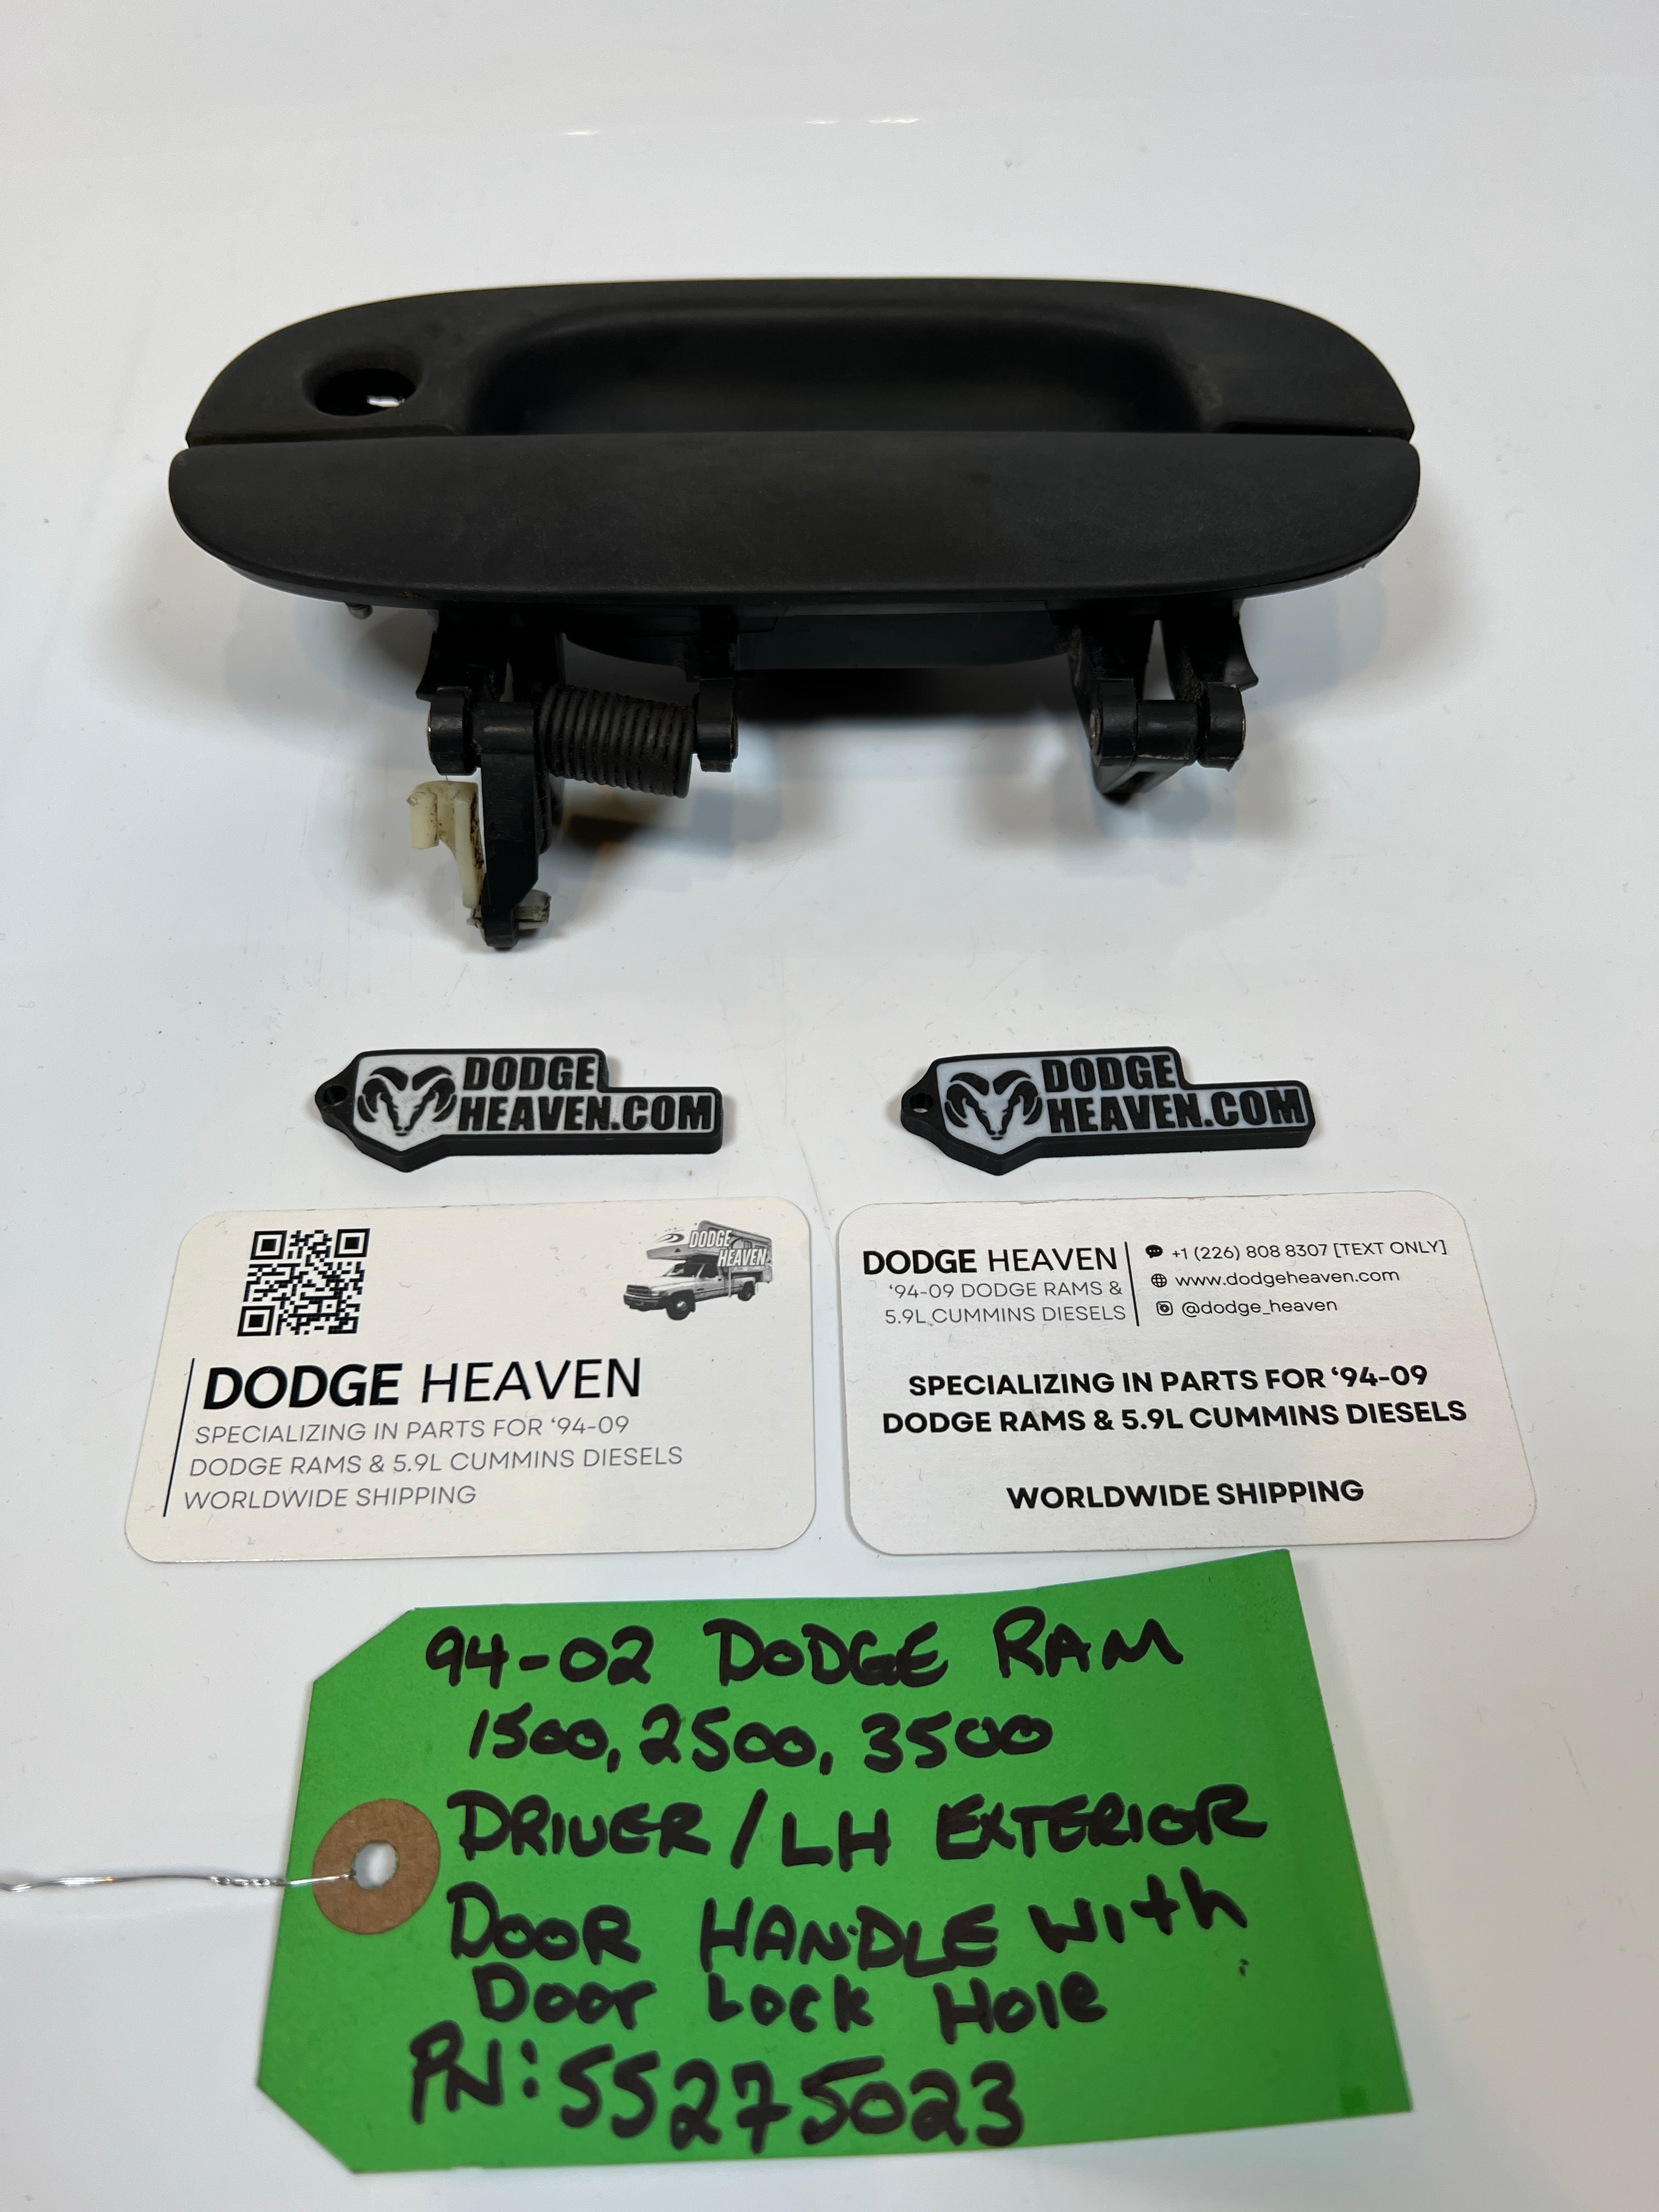 DODGE
HEAVEN.COM
DODGE
HEAVEN.COM
DODGE
HEAVEN
DODGE HEAVEN
SPECIALIZING IN PARTS FOR ‘94-09
DODGE RAMS & 5.9L CUMMINS DIESELS
WORLDWIDE SHIPPING
DODGE HEAVEN
‘94-09 DODGE RAMS &
5.9L CUMMINS DIESELS
+1 (226) 808 8307 [TEXT ONLY]
www.dodgeheaven.com
@dodge_heaven
SPECIALIZING IN PARTS FOR ‘94-09
DODGE RAMS & 5.9L CUMMINS DIESELS
WORLDWIDE SHIPPING
94-02 DODGE RAM
1500, 2500, 3500
DRIVER/LH EXTERIOR
DOOR HANDLE With
Door Lock Hole
PN: 55275023